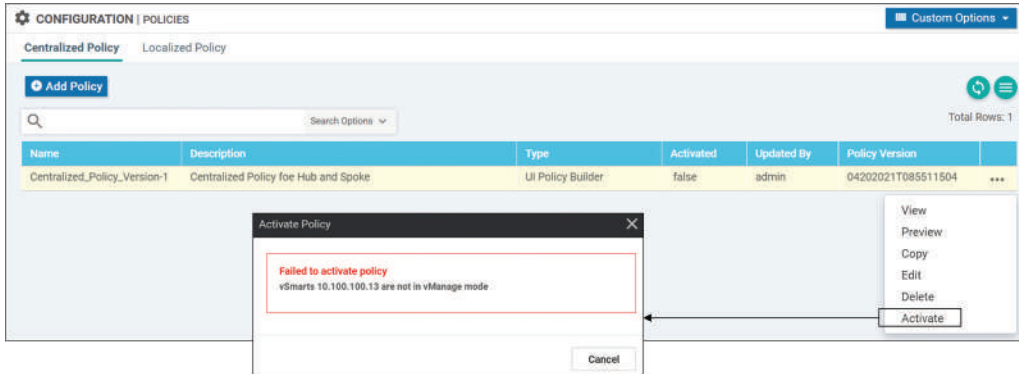 CONFIGURATION | POLICIES
Custom Options
Centralized Policy Localized Policy
Add Policy
Search Options
Total Rows: 1
Name Description Type Activated Updated By Policy Version
Centralized_Policy_Version-1 Centralized Policy foe Hub and Spoke UI Policy Builder false admin 04202021T085511504 •••
View
Preview
Copy
Edit
Delete
Activate
Activate Policy
Failed to activate policy
vSmarts 10.100.100.13 are not in vManage mode
Cancel